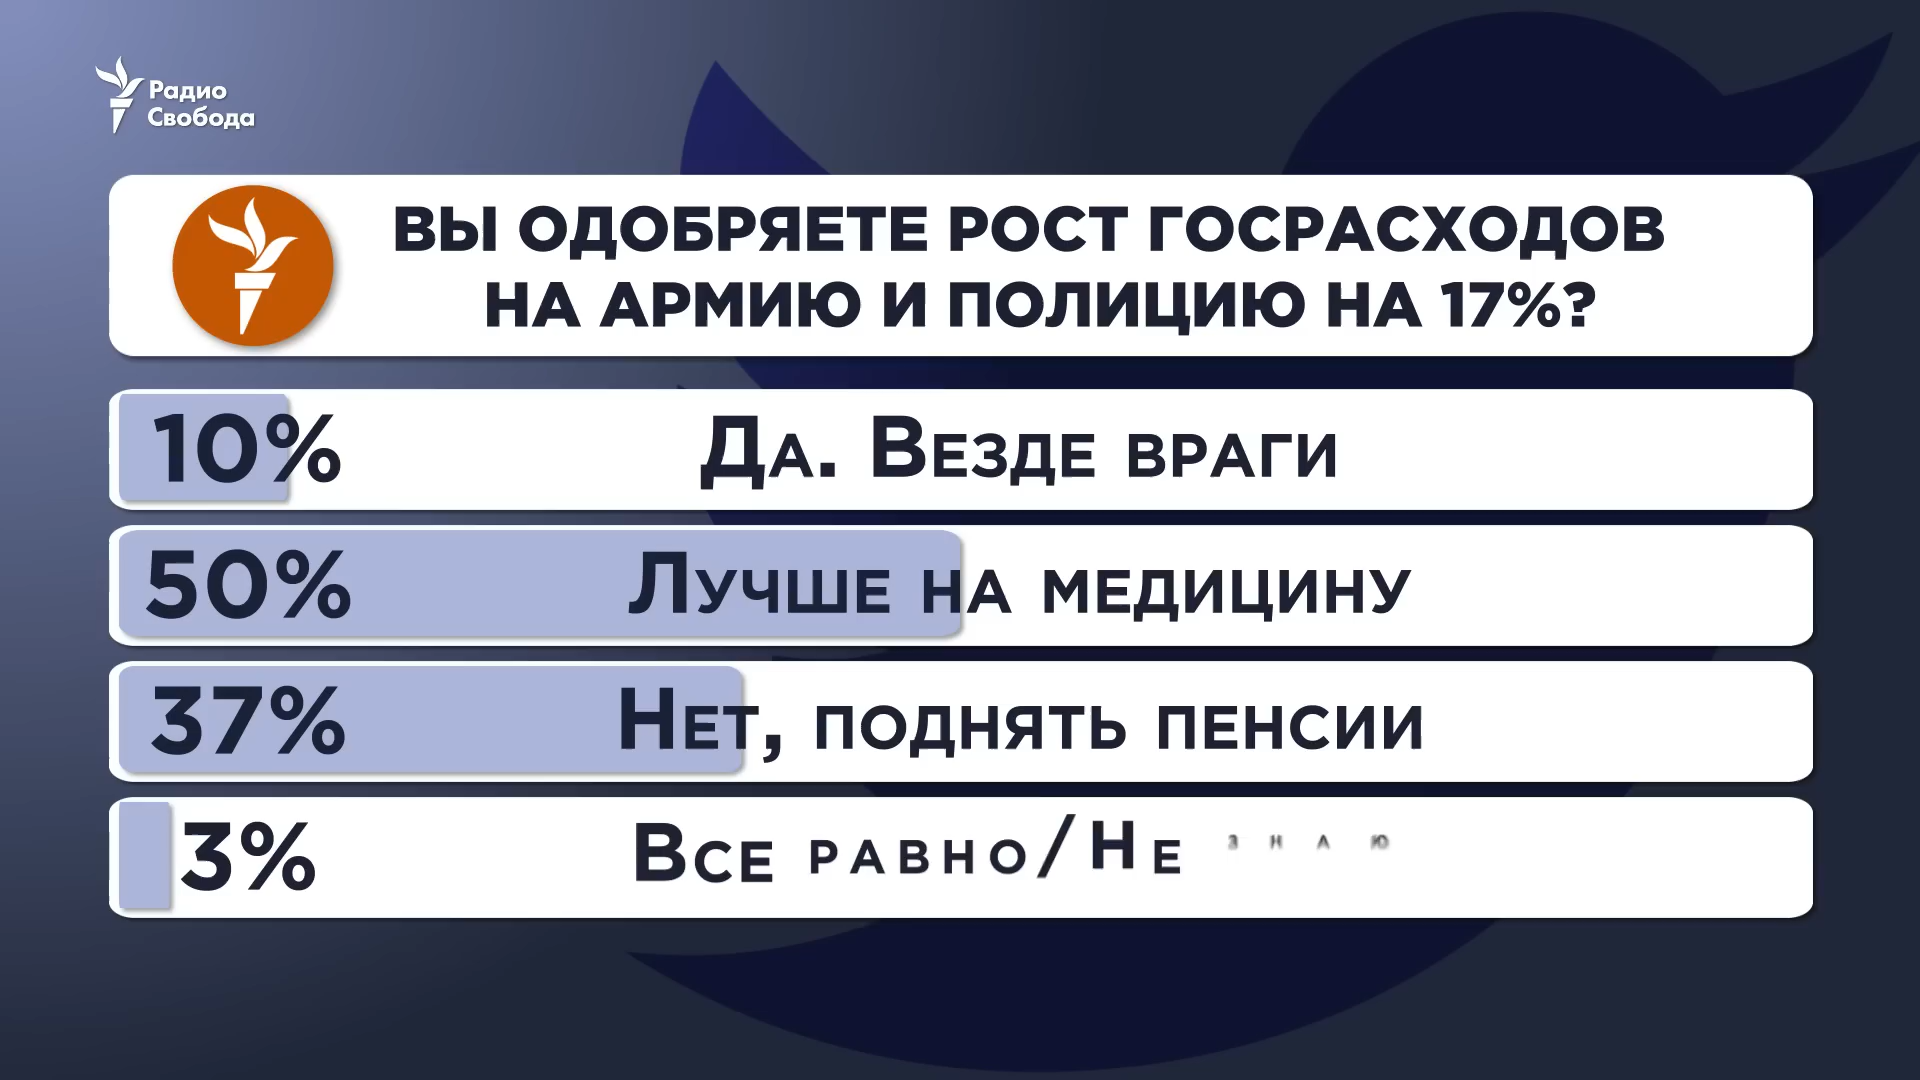 Радио
Свобода
ВЫ ОДОБРЯЕТЕ РОСТ ГОСРАСХОДОВ
НА АРМИЮ И ПОЛИЦИЮ НА 17%?
10% Да. Везде враги
50% Лучше на медицину
37% Нет, поднять пенсии
3% Все равно/Не знаю